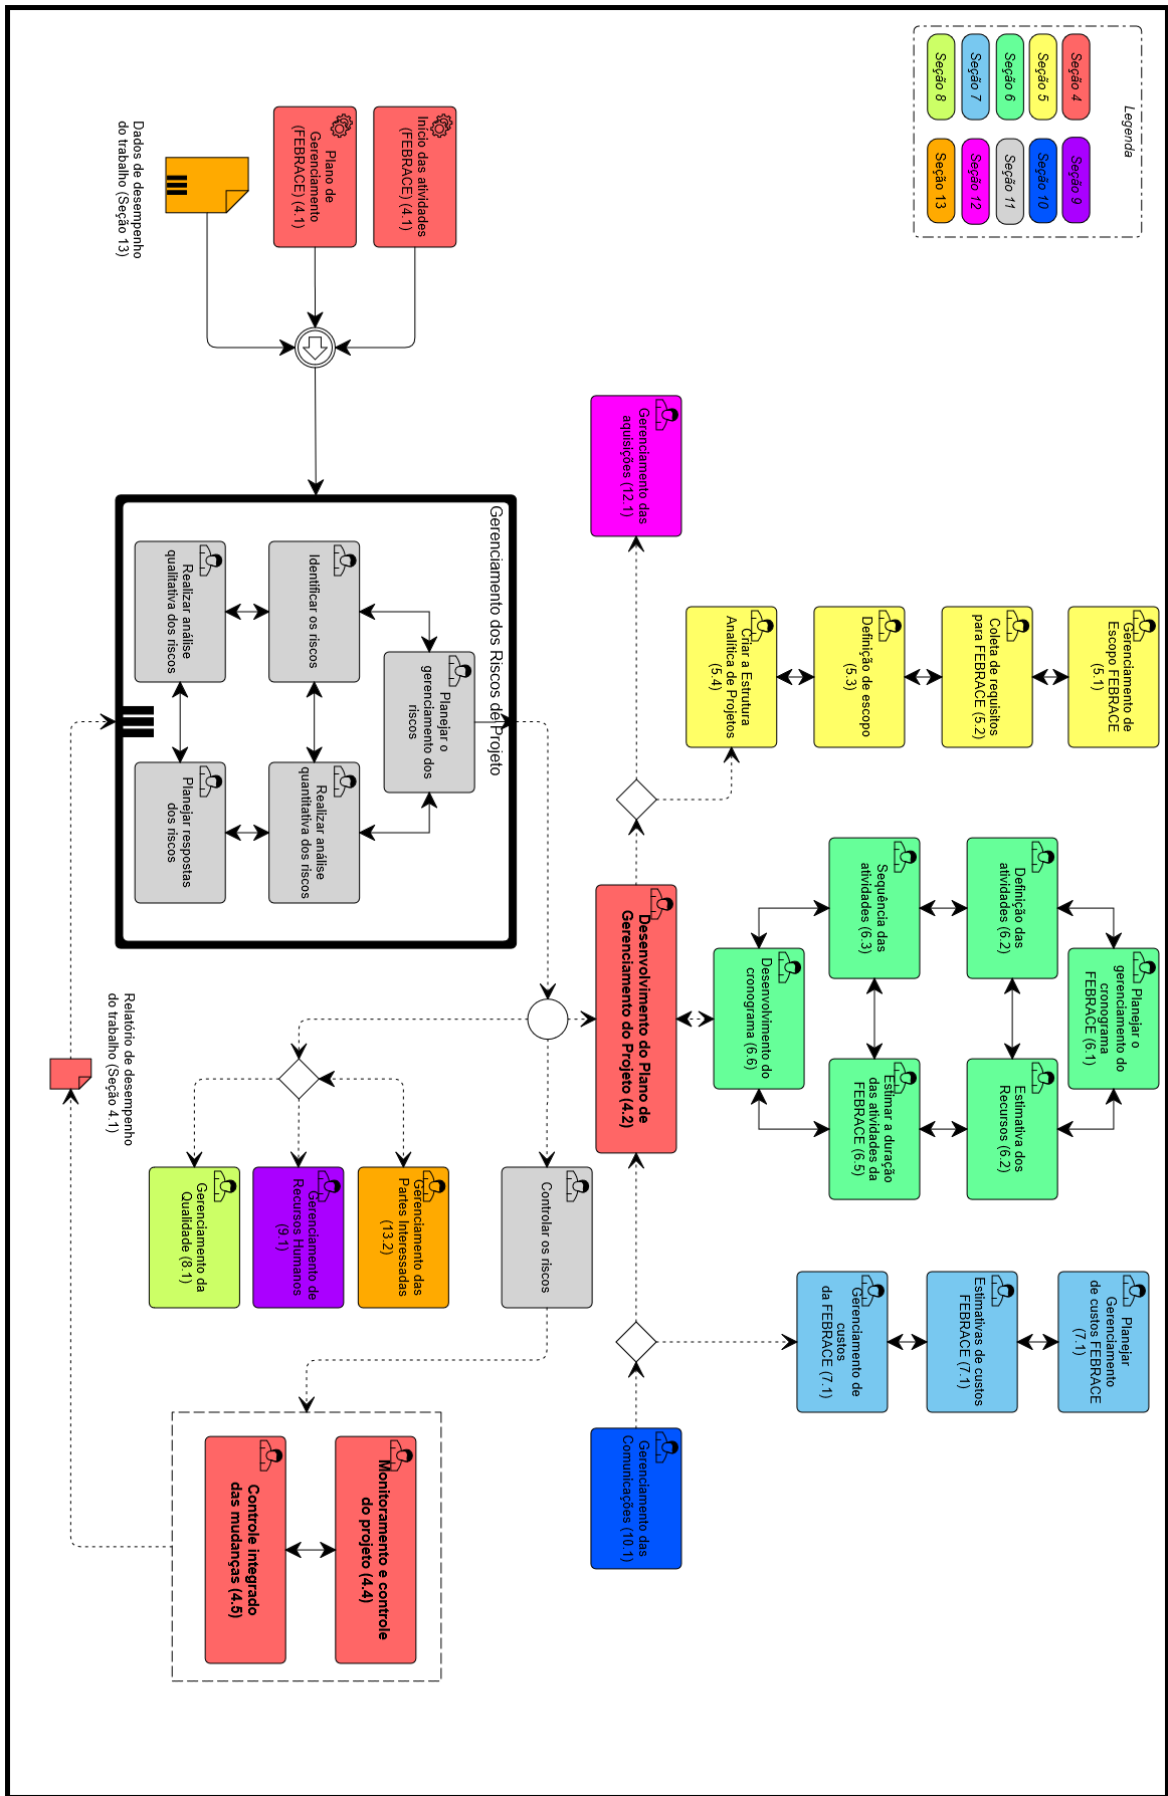 Legenda
Seção 4
Seção 5
Seção 6
Seção 7
Seção 8
Seção 9
Seção 10
Seção 11
Seção 12
Seção 13
Início das atividades
(FEBRACE) (4.1)
Plano de
Gerenciamento
(FEBRACE) (4.1)
Dados de desempenho
do trabalho (Seção 13)
Gerenciamento das
aquisições (12.1)
Gerenciamento de
Escopo FEBRACE
(5.1)
Coleta de requisitos
para FEBRACE (5.2)
Definição de escopo
(5.3)
Criar a Estrutura
Analítica de Projetos
(5.4)
Planejar o
gerenciamento do
cronograma
FEBRACE (6.1)
Definição das
atividades (6.2)
Estimativa dos
Recursos (6.2)
Sequência das
atividades (6.3)
Estimar a duração
das atividades da
FEBRACE (6.5)
Desenvolvimento do
cronograma (6.6)
Planejar
Gerenciamento
de custos FEBRACE
(7.1)
Estimativas de custos
FEBRACE (7.1)
Gerenciamento de
custos
da FEBRACE (7.1)
Desenvolvimento do Plano de
Gerenciamento do Projeto (4.2)
Gerenciamento das
Comunicações (10.1)
Gerenciamento dos Riscos de Projeto
Planejar o
gerenciamento dos
riscos
Identificar os riscos
Realizar análise
quantitativa dos riscos
Realizar análise
qualitativa dos riscos
Planejar respostas
dos riscos
Controlar os riscos
Gerenciamento das
Partes Interessadas
(13.2)
Gerenciamento de
Recursos Humanos
(9.1)
Gerenciamento da
Qualidade (8.1)
Monitoramento e controle
do projeto (4.4)
Controle integrado
das mudanças (4.5)
Relatório de desempenho
do trabalho (Seção 4.1)